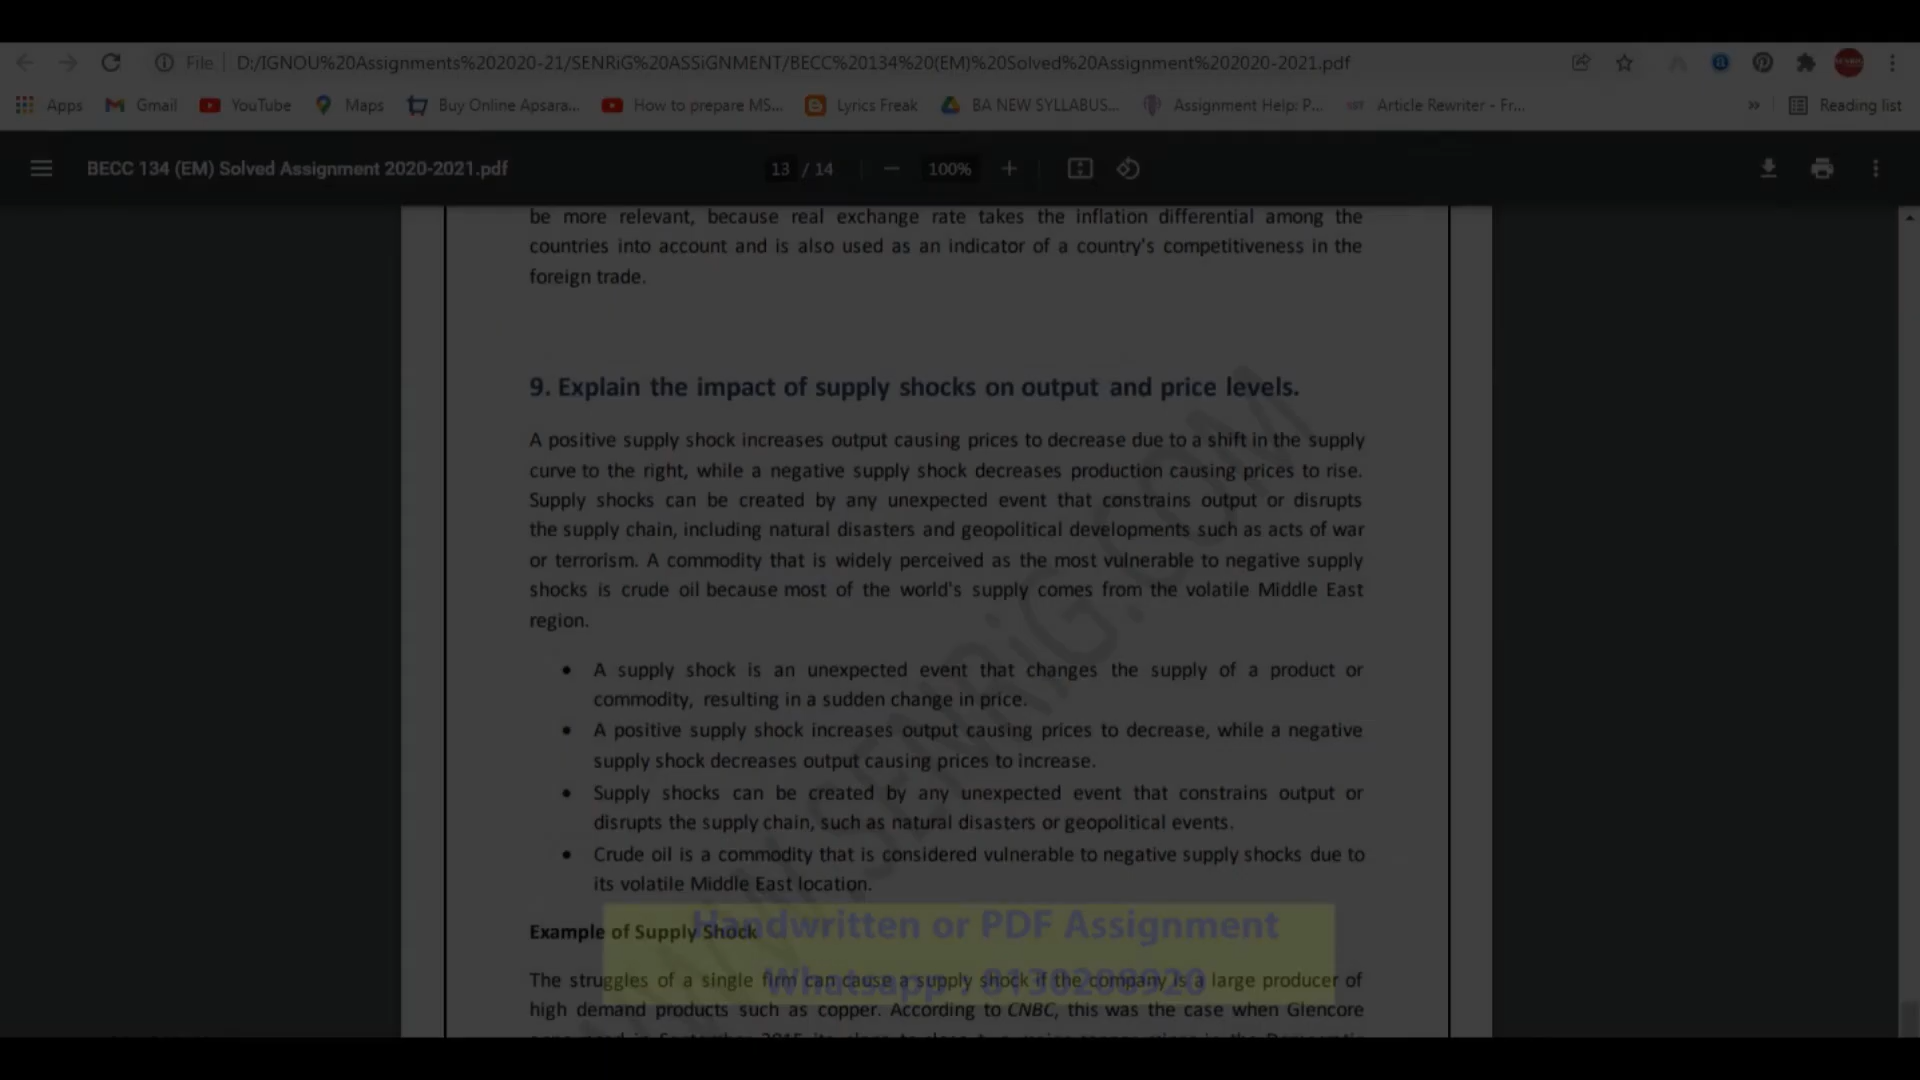 File D:/IGNOU%20Assignments%202020-21/SENRiG%20ASSiGNMENT/BECC%20134%20(EM)%20Solved%20Assignment%202020-2021.pdf
Apps Gmail YouTube Maps Buy Online Apsara... How to prepare MS... Lyrics Freak BA NEW SYLLABUS... Assignment Help: P... Article Rewriter - Fr... » Reading list
BECC 134 (EM) Solved Assignment 2020-2021.pdf 13 / 14 100%
be more relevant, because real exchange rate takes the inflation differential among the
countries into account and is also used as an indicator of a country's competitiveness in the
foreign trade.
9. Explain the impact of supply shocks on output and price levels.
A positive supply shock increases output causing prices to decrease due to a shift in the supply
curve to the right, while a negative supply shock decreases production causing prices to rise.
Supply shocks can be created by any unexpected event that constrains output or disrupts
the supply chain, including natural disasters and geopolitical developments such as acts of war
or terrorism. A commodity that is widely perceived as the most vulnerable to negative supply
shocks is crude oil because most of the world's supply comes from the volatile Middle East
region.
• A supply shock is an unexpected event that changes the supply of a product or
commodity, resulting in a sudden change in price.
• A positive supply shock increases output causing prices to decrease, while a negative
supply shock decreases output causing prices to increase.
• Supply shocks can be created by any unexpected event that constrains output or
disrupts the supply chain, such as natural disasters or geopolitical events.
• Crude oil is a commodity that is considered vulnerable to negative supply shocks due to
its volatile Middle East location.
Handwritten or PDF Assignment
Example of Supply Shock
Whatsapp : 8130208920
The struggles of a single firm can cause a supply shock if the company is a large producer of
high demand products such as copper. According to CNBC, this was the case when Glencore
WWW.SENRiG.COM